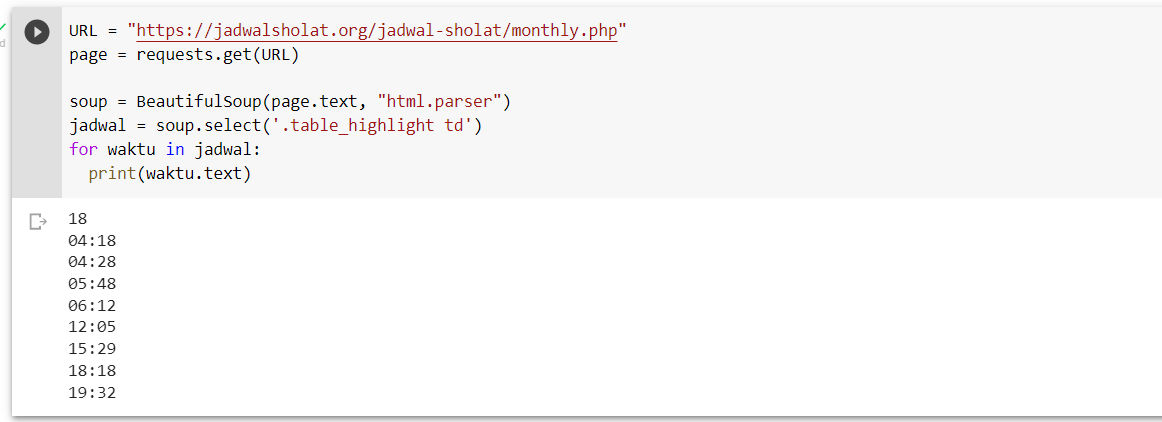 URL = "https://jadwalsholat.org/jadwal-sholat/monthly.php"
page = requests.get(URL)
soup = BeautifulSoup(page.text, "html.parser")
jadwal = soup.select('.table_highlight td')
for waktu in jadwal:
  print(waktu.text)
18
04:18
04:28
05:48
06:12
12:05
15:29
18:18
19:32